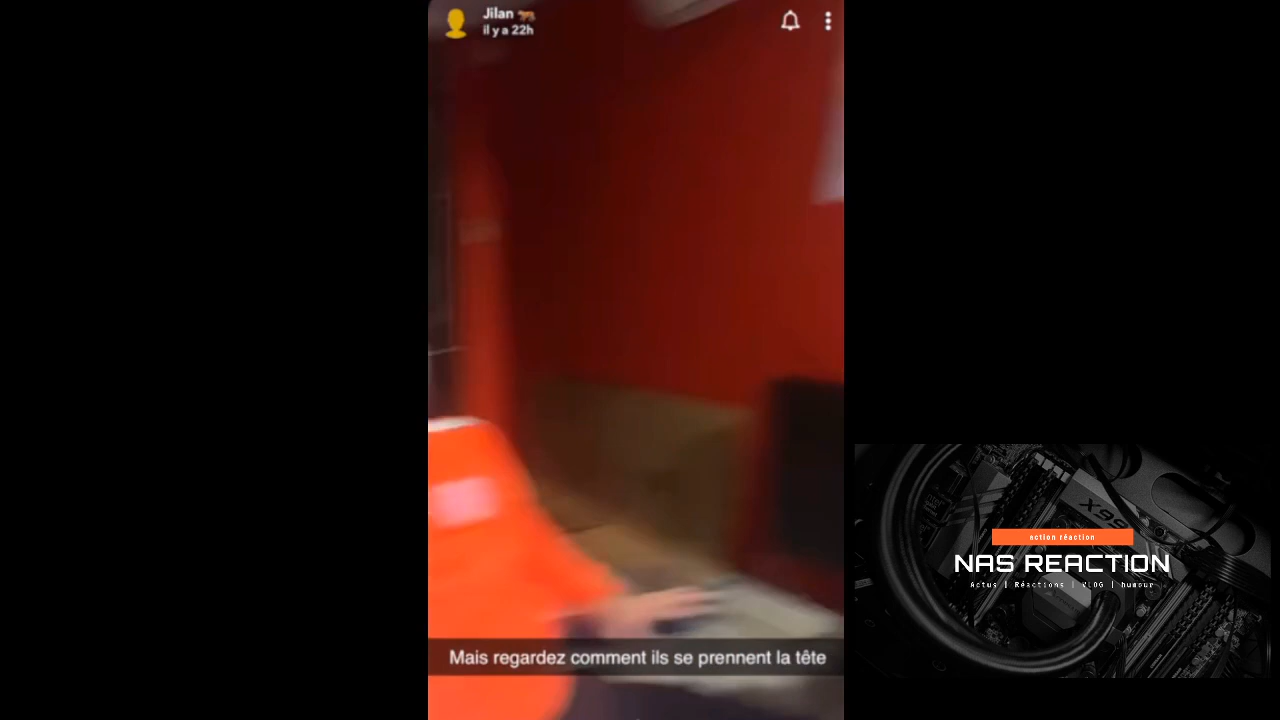 Jilan
il y a 22h
Mais regardez comment ils se prennent la tête
X99
action réaction
NAS REACTION
Actus | Réactions | VLOG | humour